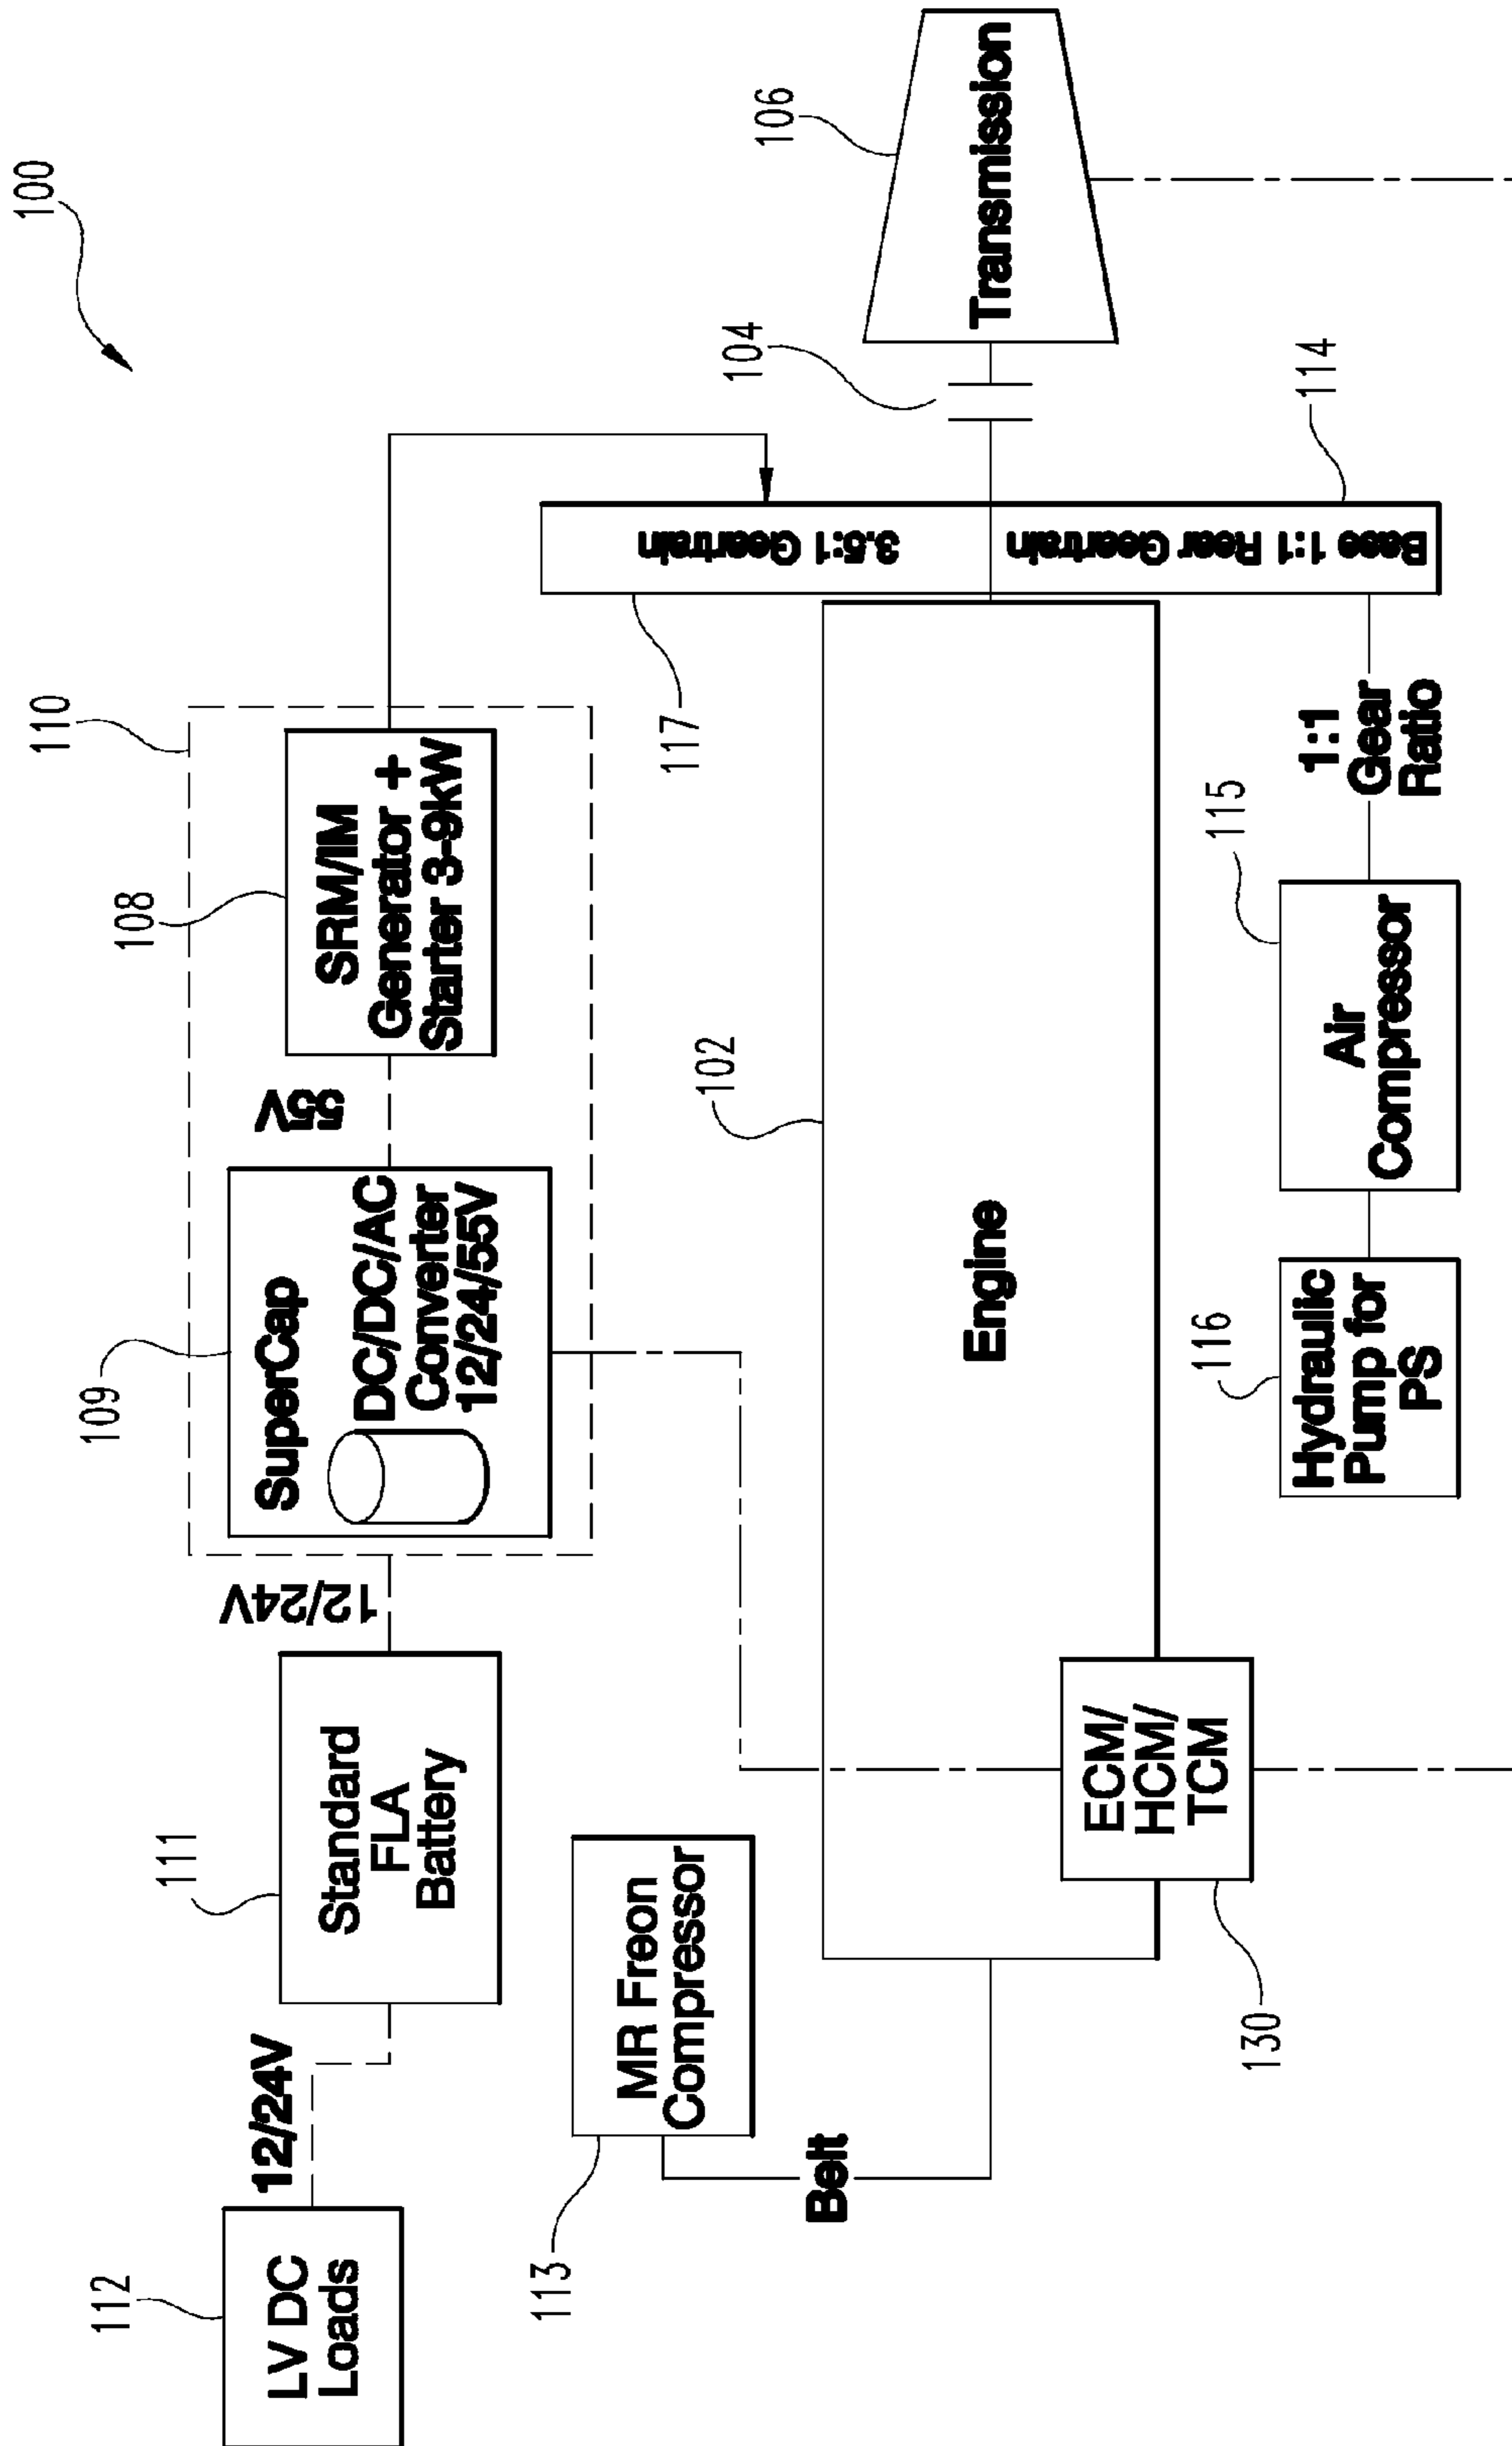 100
110
108
109
111
112
LV DC
Loads
12/24V
Standard
FLA
Battery
12/24V
SuperCap
DC/DC/AC
Converter
12/24/55V
55V
SRM/IM
Generator +
Starter 3-9kW
106
104
Transmission
117
3.5:1 Geartrain
Base 1:1 Rear Geartrain
114
102
Engine
113
MR Freon
Compressor
Belt
ECM/
HCM/
TCM
130
116
Hydraulic
Pump for
PS
115
Air
Compressor
1:1
Gear
Ratio